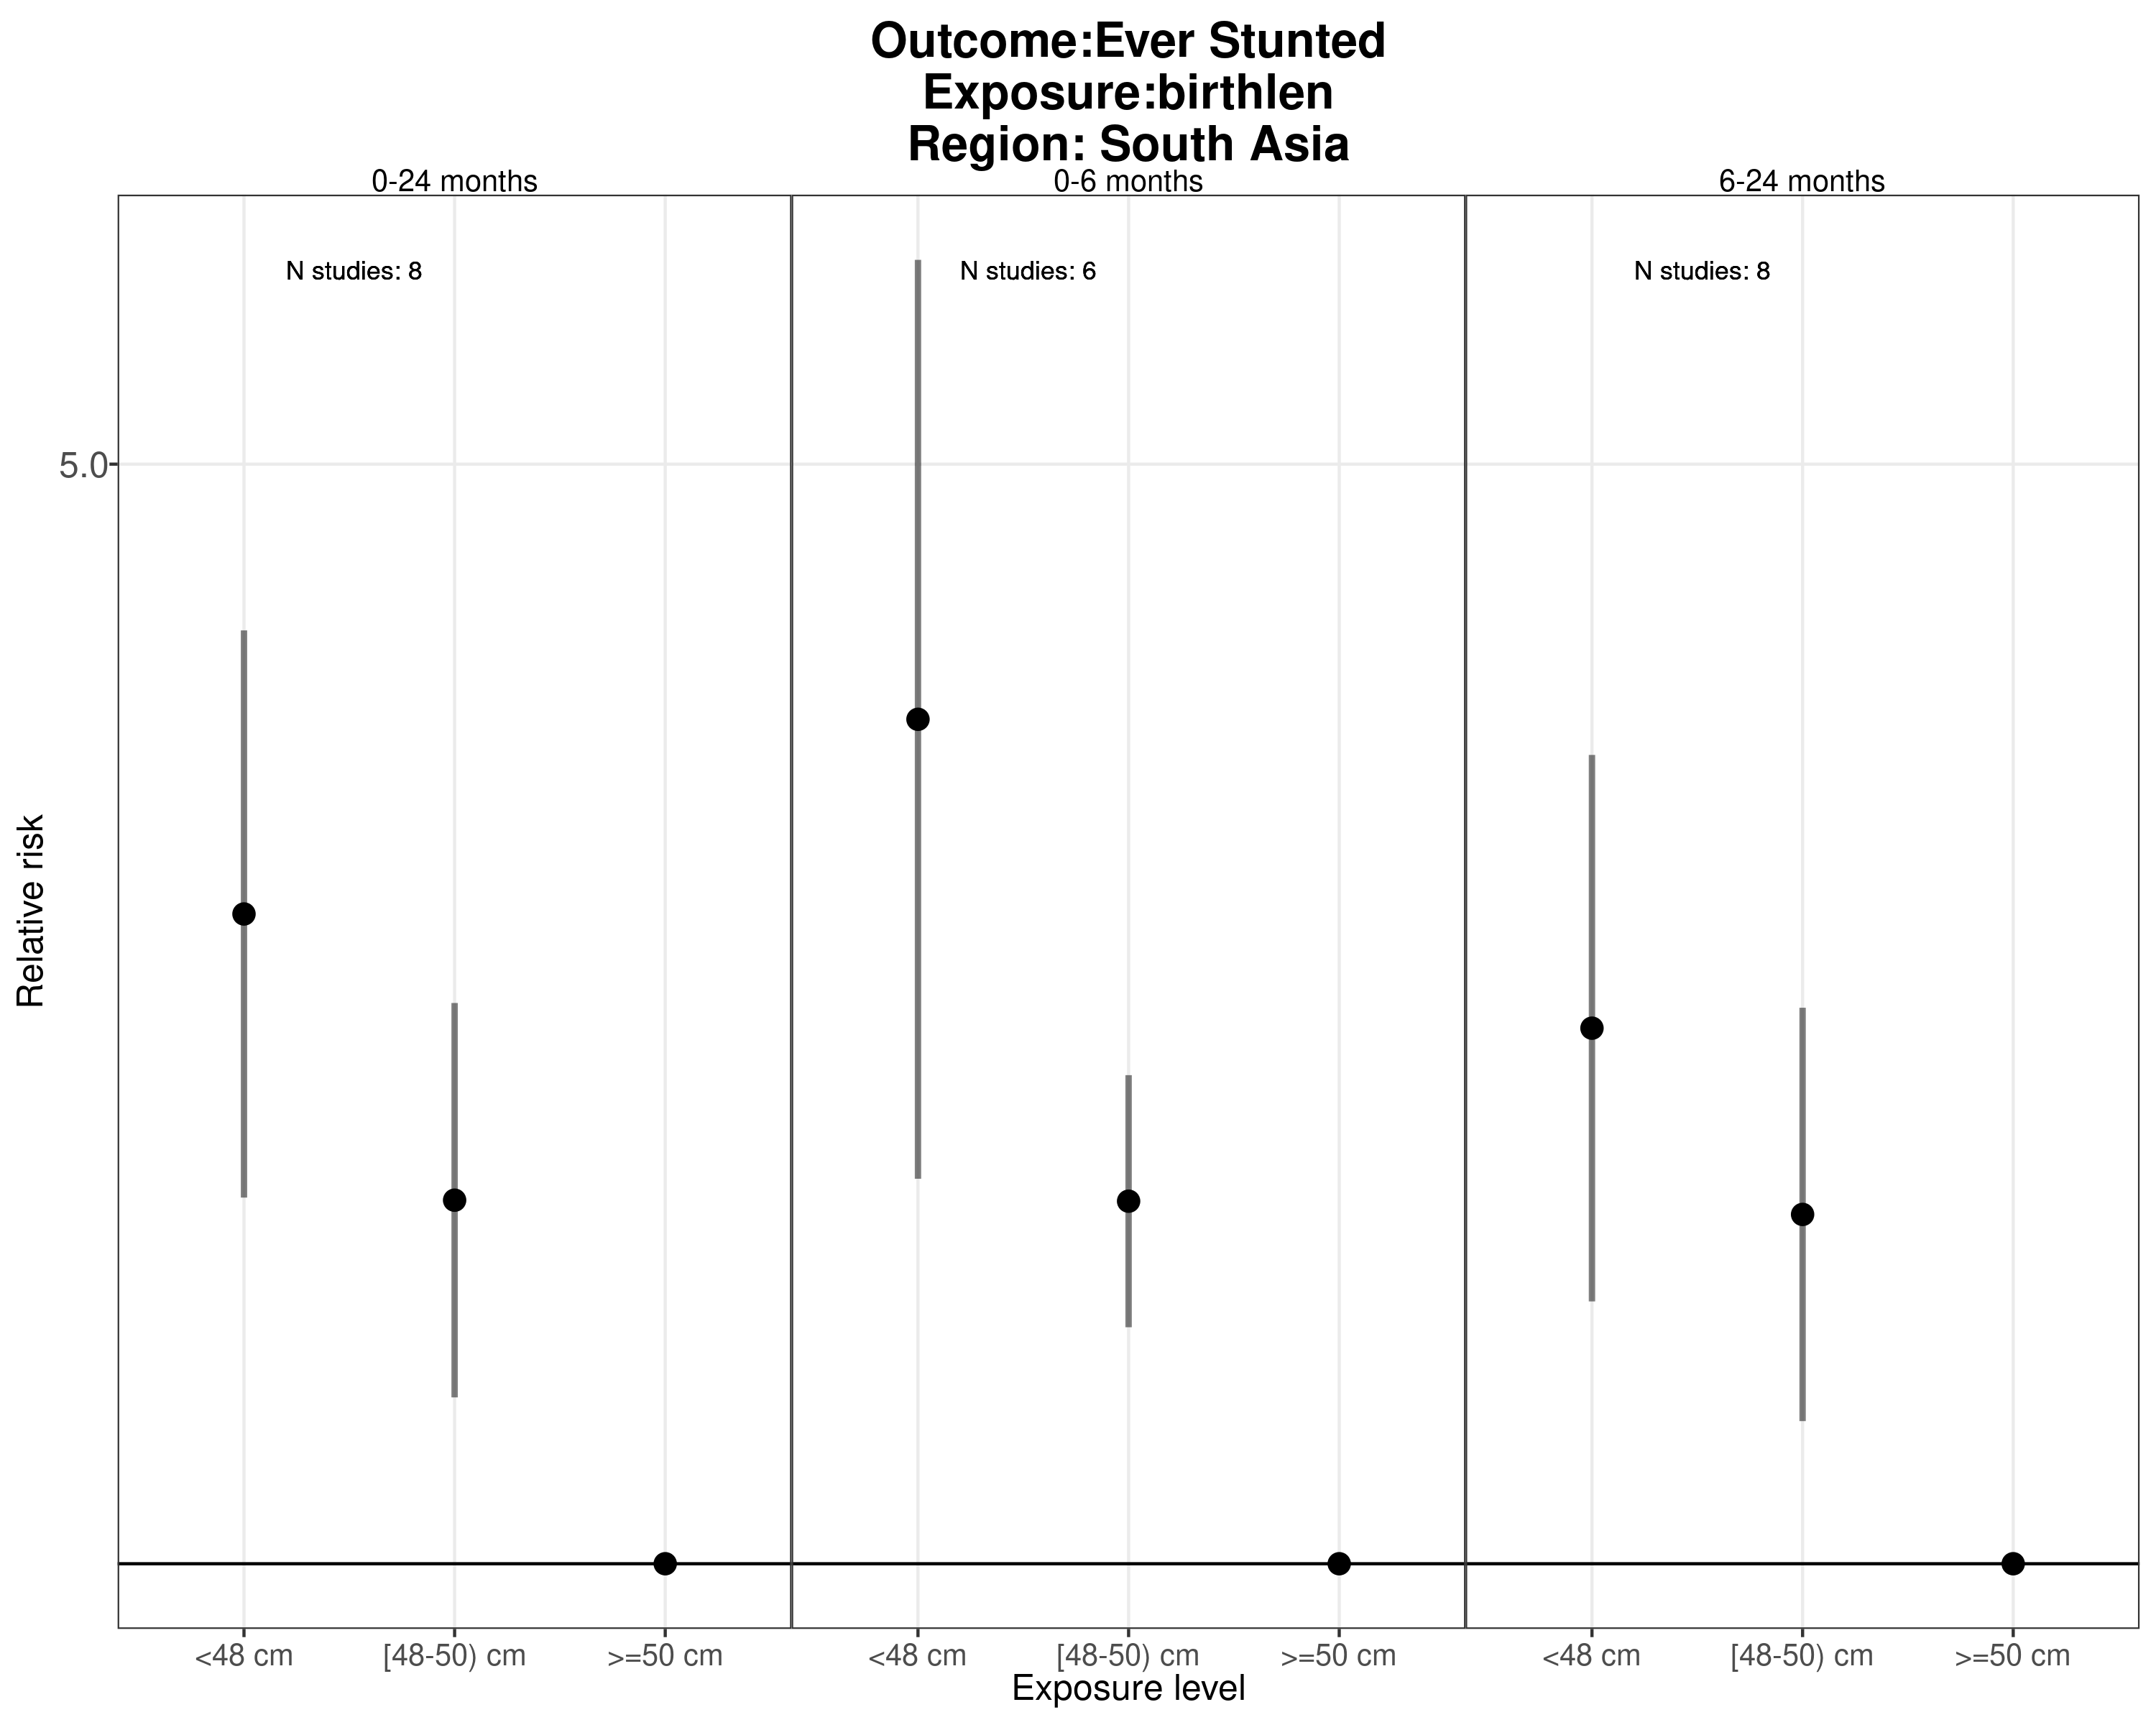 Outcome:Ever Stunted
Exposure:birthlen
Region: South Asia
0-24 months
0-6 months
6-24 months
N studies: 8
N studies: 6
N studies: 8
5.0
Relative risk
<48 cm
[48-50) cm
>=50 cm
<48 cm
[48-50) cm
>=50 cm
<48 cm
[48-50) cm
>=50 cm
Exposure level